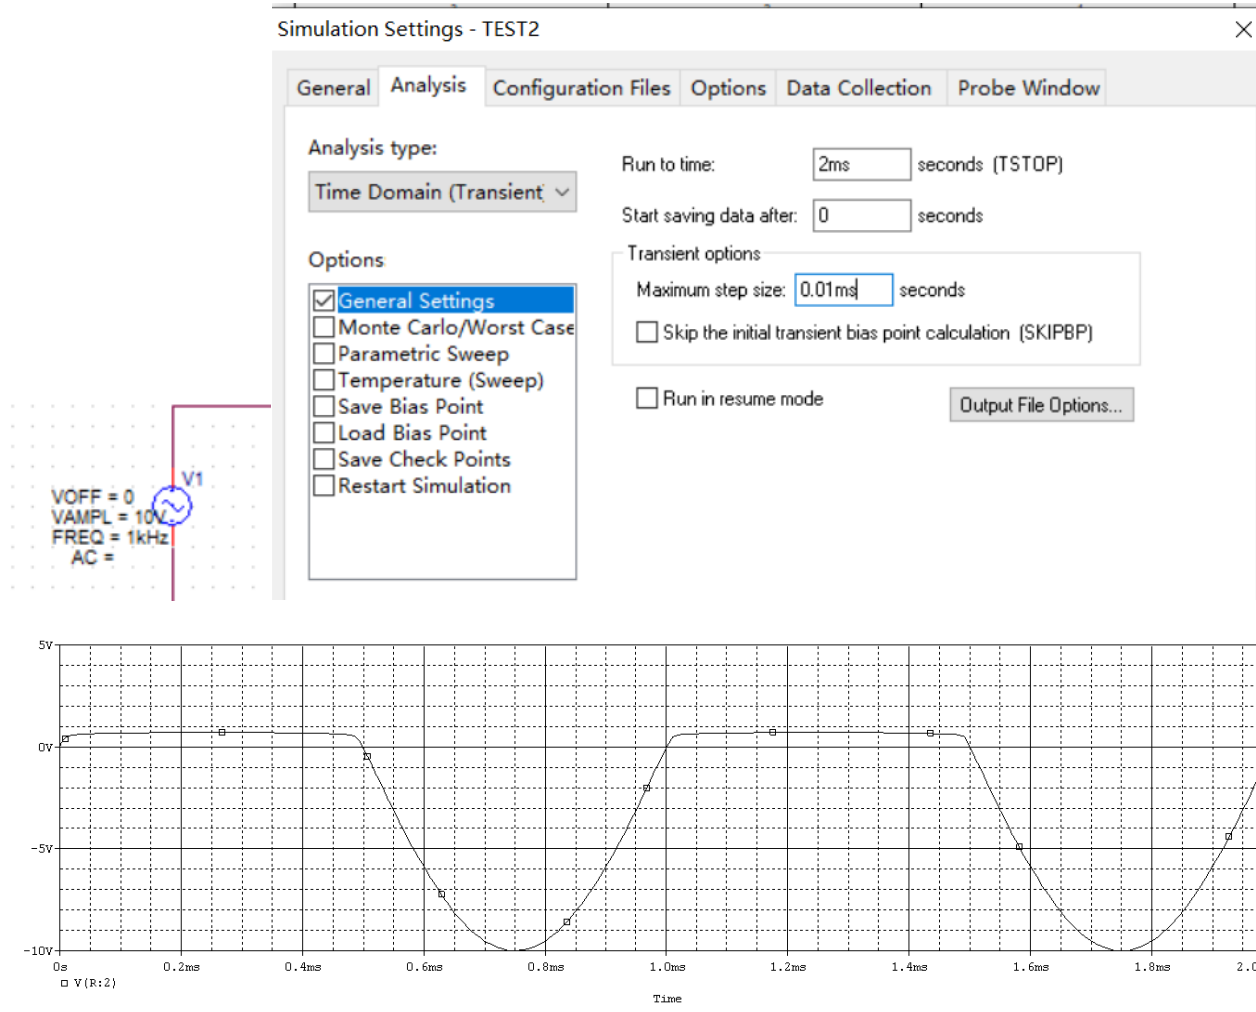 Simulation Settings - TEST2
General Analysis Configuration Files Options Data Collection Probe Window
Analysis type:
Time Domain (Transient)
Options
General Settings
Monte Carlo/Worst Case
Parametric Sweep
Temperature (Sweep)
Save Bias Point
Load Bias Point
Save Check Points
Restart Simulation
Run to time: 2ms seconds (TSTOP)
Start saving data after: 0 seconds
Transient options
Maximum step size: 0.01ms seconds
Skip the initial transient bias point calculation (SKIPBP)
Run in resume mode
Output File Options...
V1
VOFF = 0
VAMPL = 10V
FREQ = 1kHz
AC =
5V
0V
-5V
-10V
0s 0.2ms 0.4ms 0.6ms 0.8ms 1.0ms 1.2ms 1.4ms 1.6ms 1.8ms 2.0
V(R:2)
Time